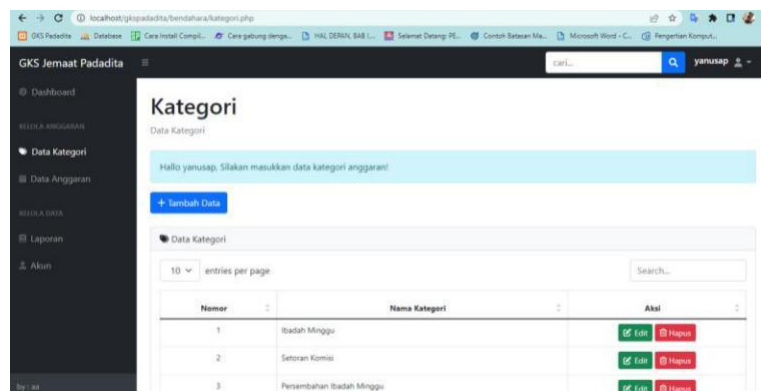 localhost/gkspadadita/bendahara/kategori.php
GKS Padadita Database Cara Install Compil... Cara gabung denga... HAL DEPAN, BAB I,... Selamat Datang: PE... Contoh Batasan Ma... Microsoft Word - C... Pengertian Komput...
GKS Jemaat Padadita cari... yanusap
Dashboard
KELOLA ANGGARAN
Data Kategori
Data Anggaran
KELOLA DATA
Laporan
Akun
by : aa
Kategori
Data Kategori
Hallo yanusap, Silakan masukkan data kategori anggaran!
+ Tambah Data
Data Kategori
10 entries per page Search...
Nomor Nama Kategori Aksi
1 Ibadah Minggu Edit Hapus
2 Setoran Komisi Edit Hapus
3 Persembahan Ibadah Minggu Edit Hapus